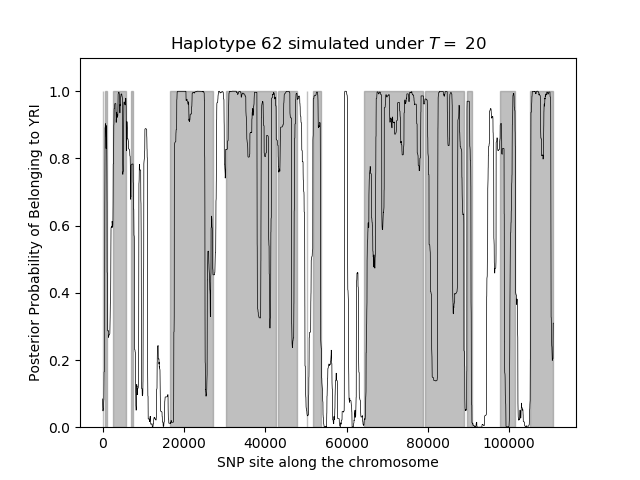 Haplotype 62 simulated under T = 20
Posterior Probability of Belonging to YRI
1.0
0.8
0.6
0.4
0.2
0.0
0 20000 40000 60000 80000 100000
SNP site along the chromosome